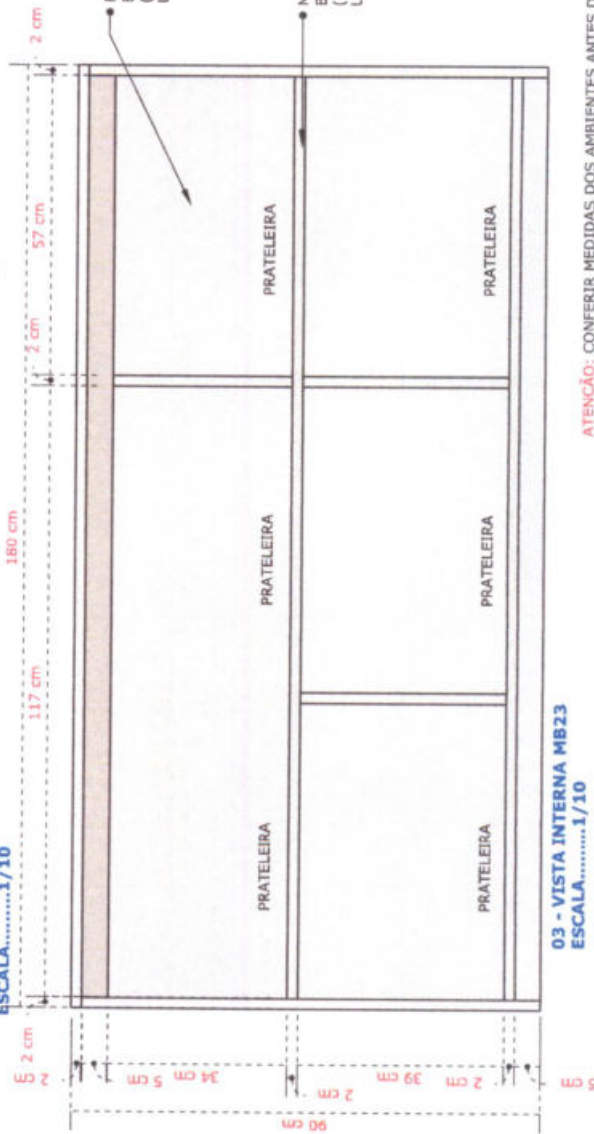 ESCALA.........1/10
180 cm
2 cm
117 cm
2 cm
57 cm
2 cm
2 cm
5 cm
34 cm
2 cm
39 cm
2 cm
90 cm
PRATELEIRA
PRATELEIRA
PRATELEIRA
PRATELEIRA
PRATELEIRA
PRATELEIRA
03 - VISTA INTERNA MB23
ESCALA.........1/10
ATENÇÃO: CONFERIR MEDIDAS DOS AMBIENTES ANTES D